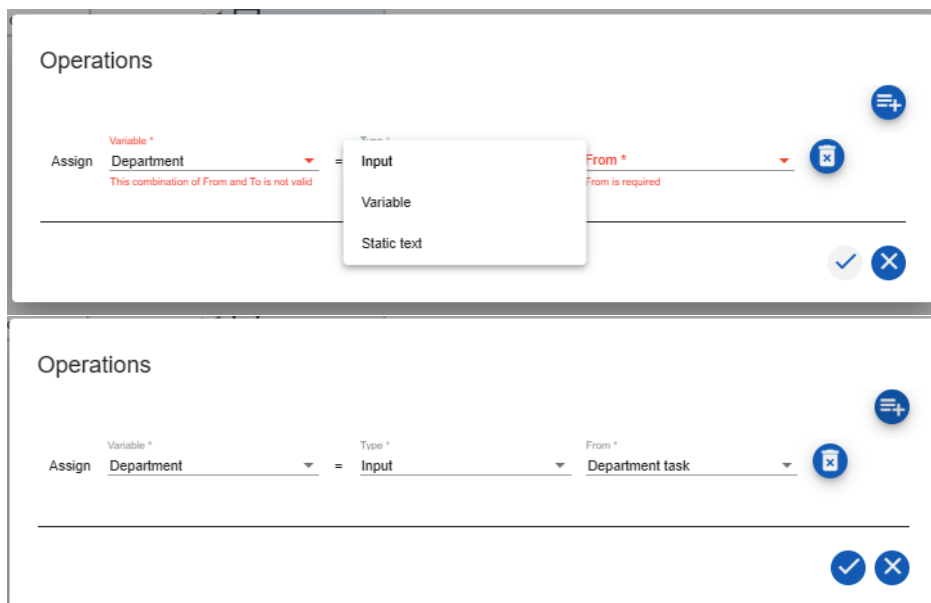 Operations
Variable *
Type *
Assign Department = Input From *
This combination of From and To is not valid
From is required
Variable
Static text
Operations
Variable * Type * From *
Assign Department = Input Department task